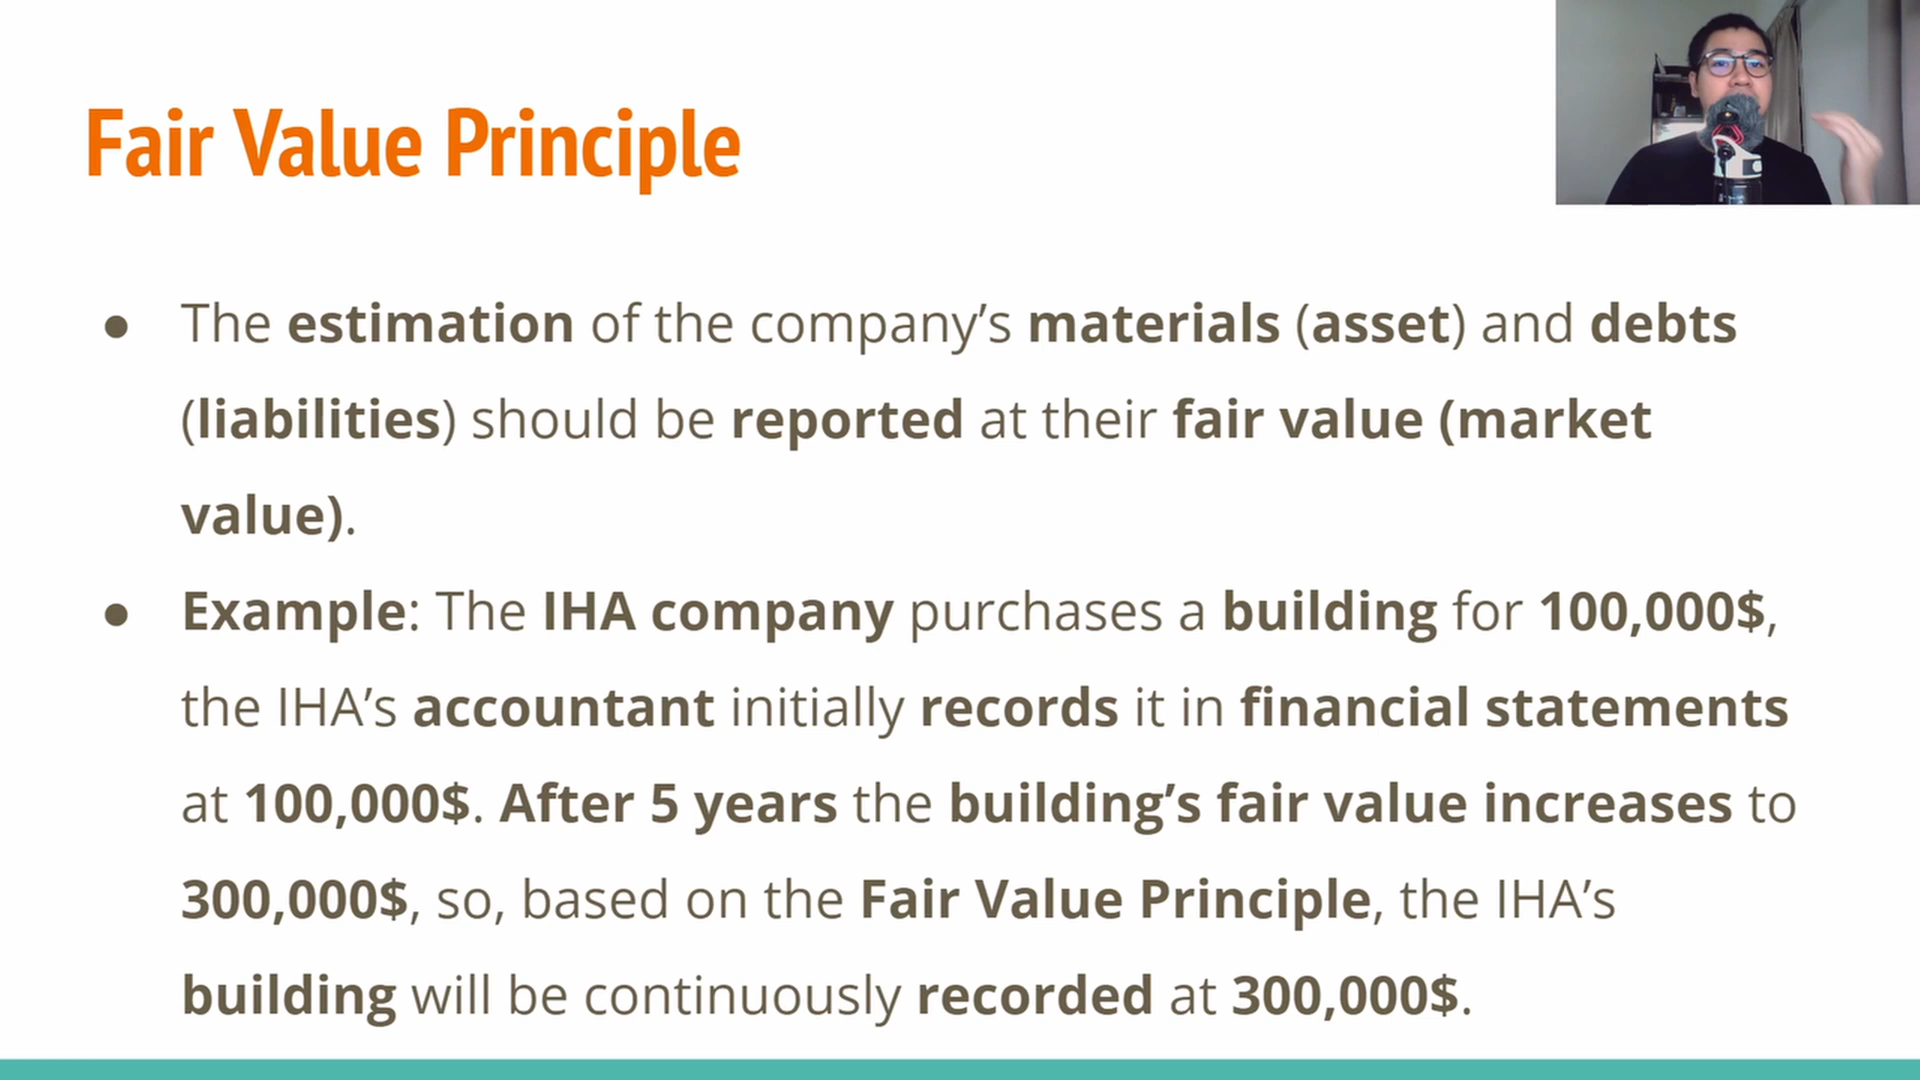 Fair Value Principle
● The estimation of the company’s materials (asset) and debts
(liabilities) should be reported at their fair value (market
value).
● Example: The IHA company purchases a building for 100,000$,
the IHA’s accountant initially records it in financial statements
at 100,000$. After 5 years the building’s fair value increases to
300,000$, so, based on the Fair Value Principle, the IHA’s
building will be continuously recorded at 300,000$.